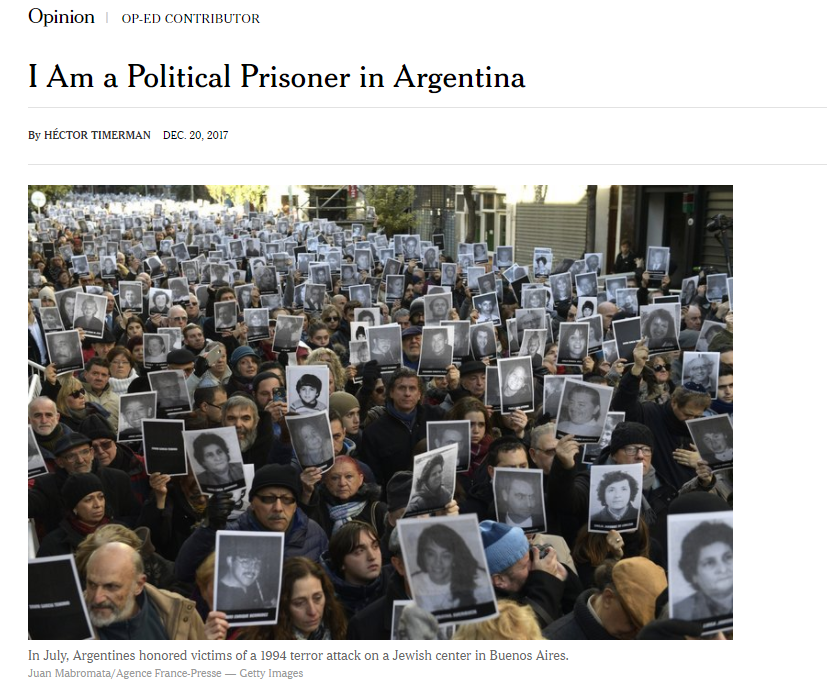 Opinion | OP-ED CONTRIBUTOR
I Am a Political Prisoner in Argentina
By HÉCTOR TIMERMAN DEC. 20, 2017
In July, Argentines honored victims of a 1994 terror attack on a Jewish center in Buenos Aires.
Juan Mabromata/Agence France-Presse — Getty Images